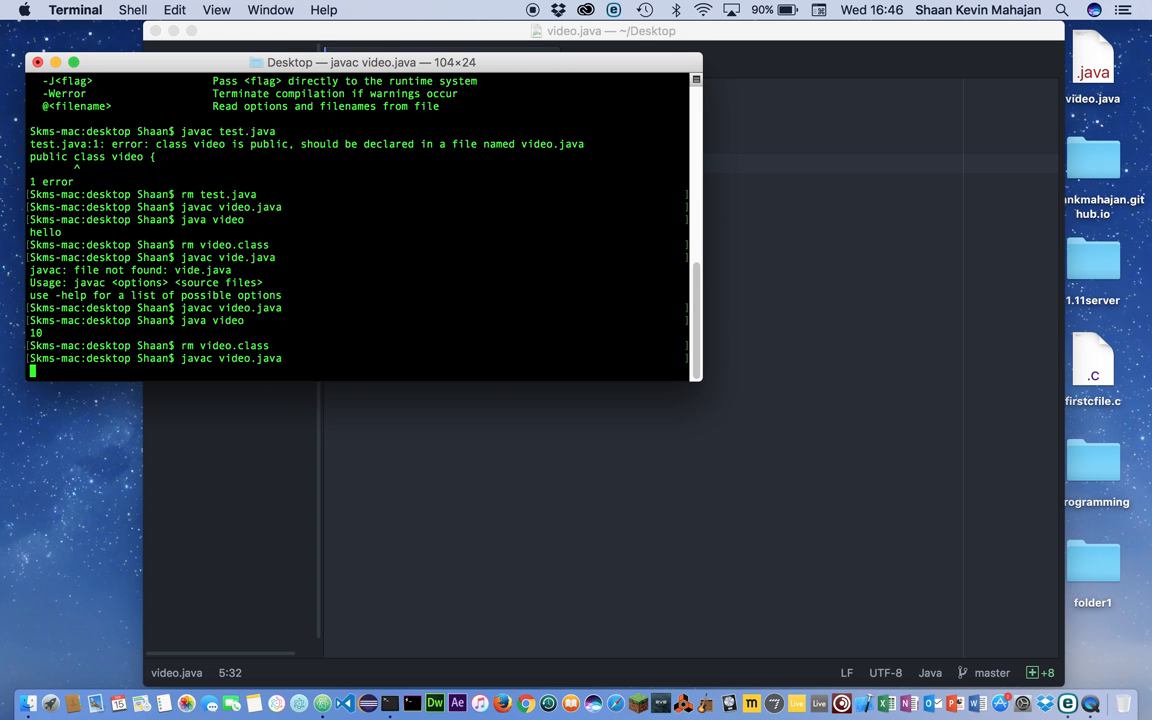 Terminal Shell Edit View Window Help 90% Wed 16:46 Shaan Kevin Mahajan
video.java — ~/Desktop
Desktop — javac video.java — 104×24
-J<flag> Pass <flag> directly to the runtime system
-Werror Terminate compilation if warnings occur
@<filename> Read options and filenames from file
Skms-mac:desktop Shaan$ javac test.java
test.java:1: error: class video is public, should be declared in a file named video.java
public class video {
^
1 error
[Skms-mac:desktop Shaan$ rm test.java ]
[Skms-mac:desktop Shaan$ javac video.java ]
[Skms-mac:desktop Shaan$ java video ]
hello
[Skms-mac:desktop Shaan$ rm video.class ]
[Skms-mac:desktop Shaan$ javac vide.java ]
javac: file not found: vide.java
Usage: javac <options> <source files>
use -help for a list of possible options
[Skms-mac:desktop Shaan$ javac video.java ]
[Skms-mac:desktop Shaan$ java video ]
10
[Skms-mac:desktop Shaan$ rm video.class ]
[Skms-mac:desktop Shaan$ javac video.java ]
.java
video.java
ankmahajan.git
hub.io
1.11server
.c
firstcfile.c
rogramming
folder1
video.java 5:32 LF UTF-8 Java master +8
15 Dw Ae Live Live